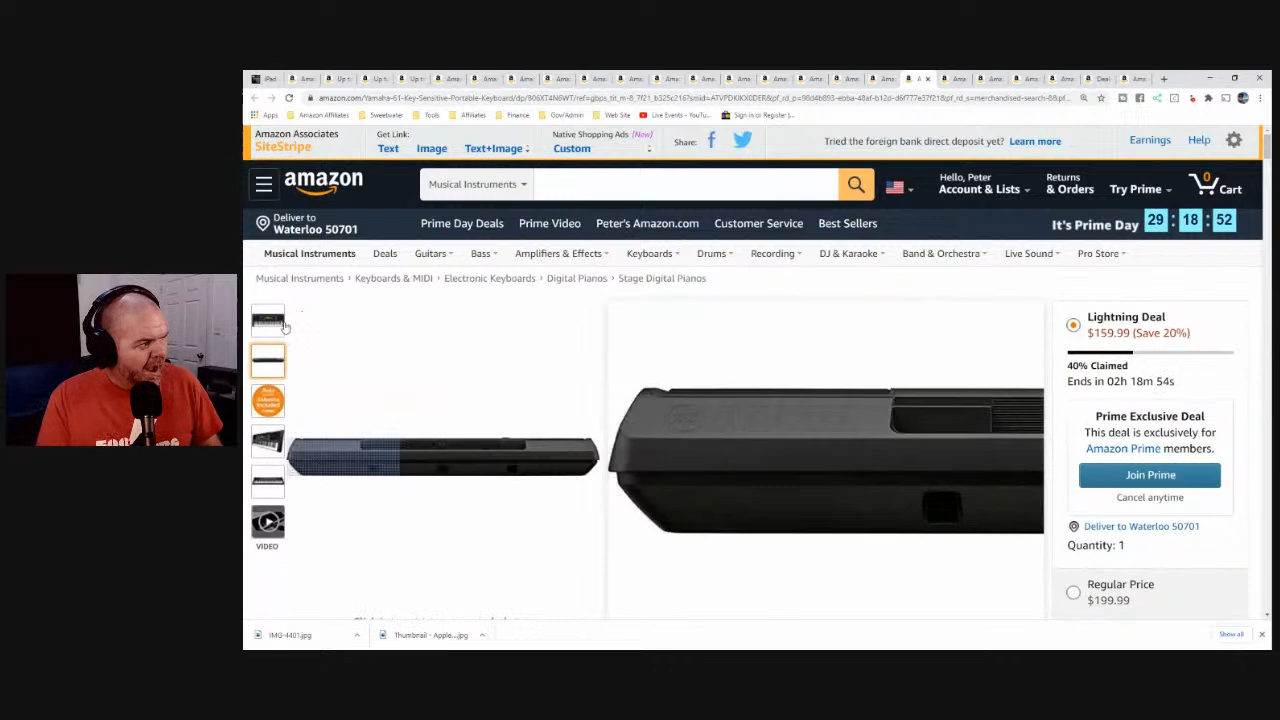 iPad
amazon.com/Yamaha-61-Key-Sensitive-Portable-Keyboard/dp/B06XT4N6WT/
Apps
Amazon Affiliates
Sweetwater
Tools
Affiliates
Finance
Gov/Admin
Web Site
Live Events - YouTu...
Sign in or Register |...
Amazon Associates
SiteStripe
Get Link:
Text
Image
Text+Image
Native Shopping Ads (New)
Custom
Share:
Tried the foreign bank direct deposit yet? Learn more
Earnings
Help
amazon
Musical Instruments
Hello, Peter
Account & Lists
Returns
& Orders
Try Prime
0
Cart
Deliver to
Waterloo 50701
Prime Day Deals
Prime Video
Peter's Amazon.com
Customer Service
Best Sellers
It's Prime Day 29 : 18 : 52
Musical Instruments
Deals
Guitars
Bass
Amplifiers & Effects
Keyboards
Drums
Recording
DJ & Karaoke
Band & Orchestra
Live Sound
Pro Store
Musical Instruments › Keyboards & MIDI › Electronic Keyboards › Digital Pianos › Stage Digital Pianos
VIDEO
Lightning Deal
$159.99 (Save 20%)
40% Claimed
Ends in 02h 18m 54s
Prime Exclusive Deal
This deal is exclusively for
Amazon Prime members.
Join Prime
Cancel anytime
Deliver to Waterloo 50701
Quantity: 1
Regular Price
$199.99
IMG-4401.jpg
Thumbnail - Apple....jpg
Show all